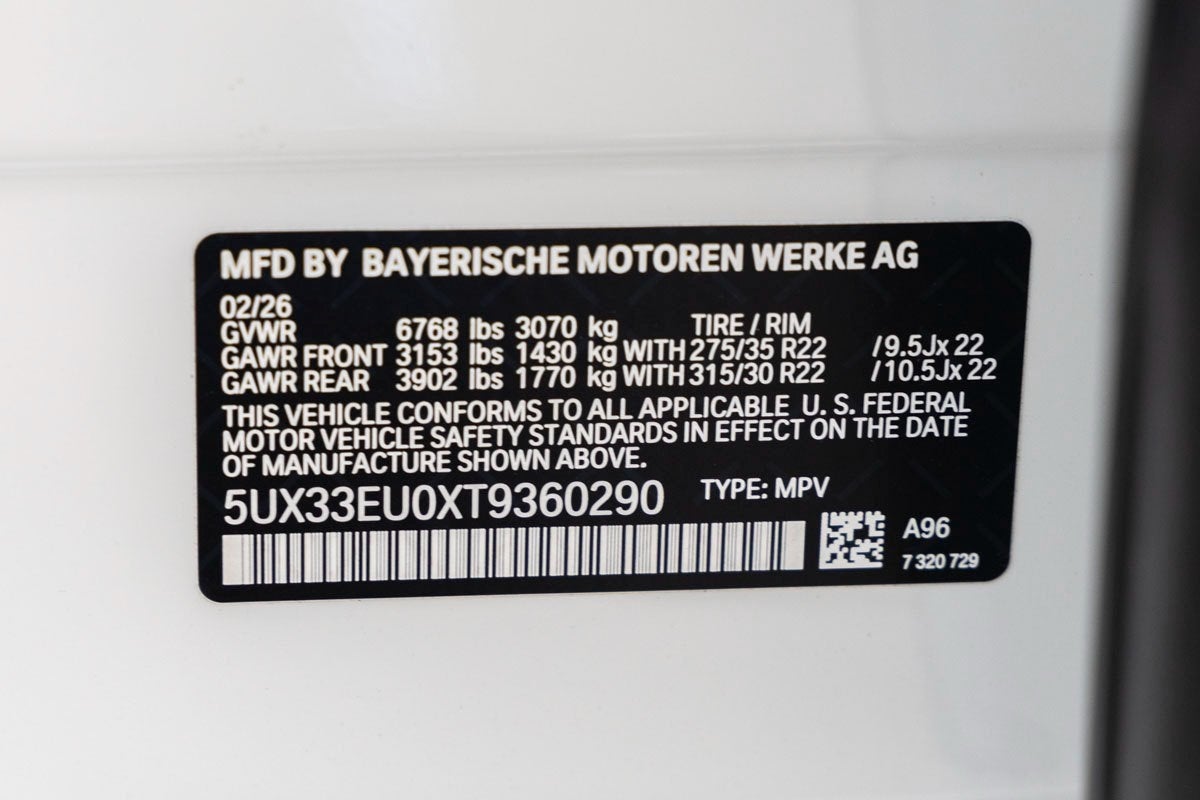 MFD BY BAYERISCHE MOTOREN WERKE AG
02/26
GVWR 6768 lbs 3070 kg TIRE / RIM
GAWR FRONT 3153 lbs 1430 kg WITH 275/35 R22 /9.5Jx 22
GAWR REAR 3902 lbs 1770 kg WITH 315/30 R22 /10.5Jx 22
THIS VEHICLE CONFORMS TO ALL APPLICABLE U. S. FEDERAL
MOTOR VEHICLE SAFETY STANDARDS IN EFFECT ON THE DATE
OF MANUFACTURE SHOWN ABOVE.
5UX33EU0XT9360290 TYPE: MPV
A96
7 320 729